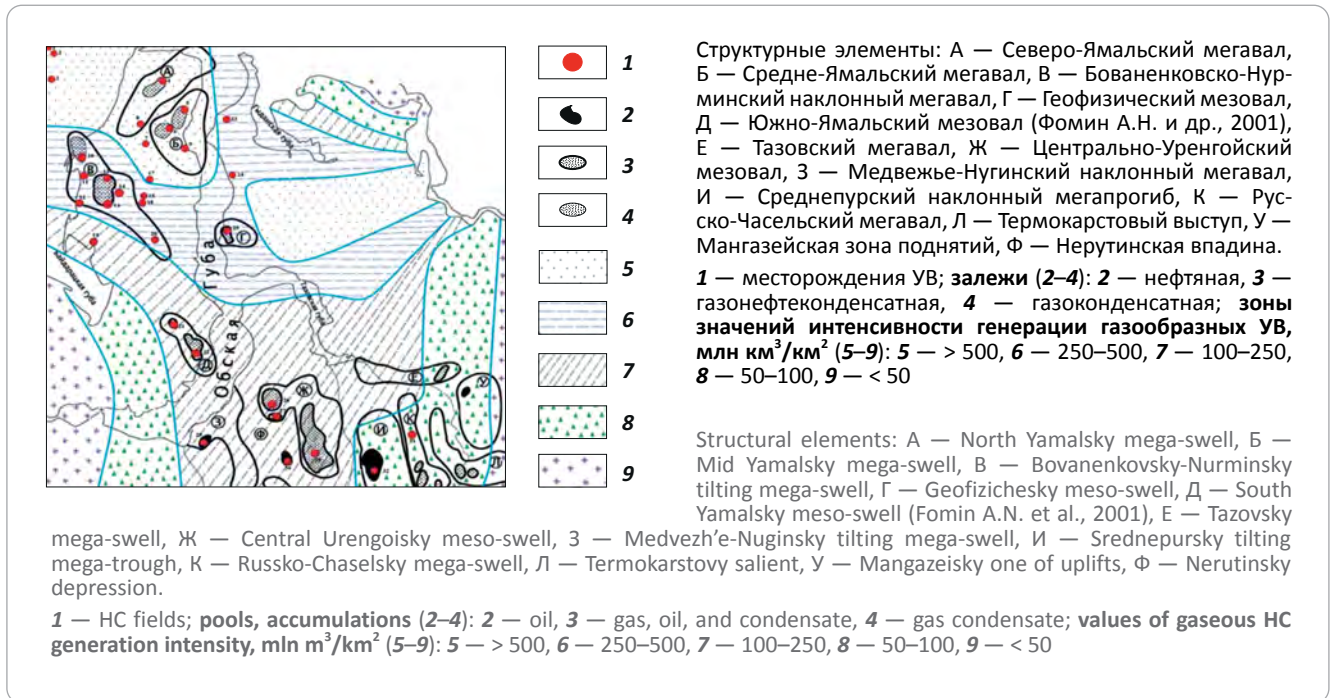 А
Б
В
Г
Д
Е
Ж
З
И
К
Л
У
Ф
Обская
губа
1
2
3
4
5
6
7
8
9
Структурные элементы: А — Северо-Ямальский мегавал,
Б — Средне-Ямальский мегавал, В — Бованенковско-Нур-
минский наклонный мегавал, Г — Геофизический мезовал,
Д — Южно-Ямальский мезовал (Фомин А.Н. и др., 2001),
Е — Тазовский мегавал, Ж — Центрально-Уренгойский
мезовал, З — Медвежье-Нугинский наклонный мегавал,
И — Среднепурский наклонный мегапрогиб, К — Рус-
ско-Часельский мегавал, Л — Термокарстовый выступ, У —
Мангазейская зона поднятий, Ф — Нерутинская впадина.
1 — месторождения УВ; залежи (2–4): 2 — нефтяная, 3 —
газонефтеконденсатная, 4 — газоконденсатная; зоны
значений интенсивности генерации газообразных УВ,
млн км³/км² (5–9): 5 — > 500, 6 — 250–500, 7 — 100–250,
8 — 50–100, 9 — < 50
Structural elements: А — North Yamalsky mega-swell, Б —
Mid Yamalsky mega-swell, В — Bovanenkovsky-Nurminsky
tilting mega-swell, Г — Geofizichesky meso-swell, Д — South
Yamalsky meso-swell (Fomin A.N. et al., 2001), Е — Tazovsky
mega-swell, Ж — Central Urengoisky meso-swell, З — Medvezh’e-Nuginsky tilting mega-swell, И — Srednepursky tilting
mega-trough, К — Russko-Chaselsky mega-swell, Л — Termokarstovy salient, У — Mangazeisky one of uplifts, Ф — Nerutinsky
depression.
1 — HC fields; pools, accumulations (2–4): 2 — oil, 3 — gas, oil, and condensate, 4 — gas condensate; values of gaseous HC
generation intensity, mln m³/km² (5–9): 5 — > 500, 6 — 250–500, 7 — 100–250, 8 — 50–100, 9 — < 50